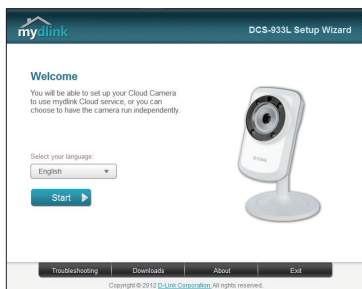 mydlink
DCS-933L Setup Wizard
Welcome
You will be able to set up your Cloud Camera
to use mydlink Cloud service, or you can
choose to have the camera run independently.
Select your language:
English
Start
D-Link
Troubleshooting Downloads About Exit
Copyright © 2012 D-Link Corporation. All rights reserved.